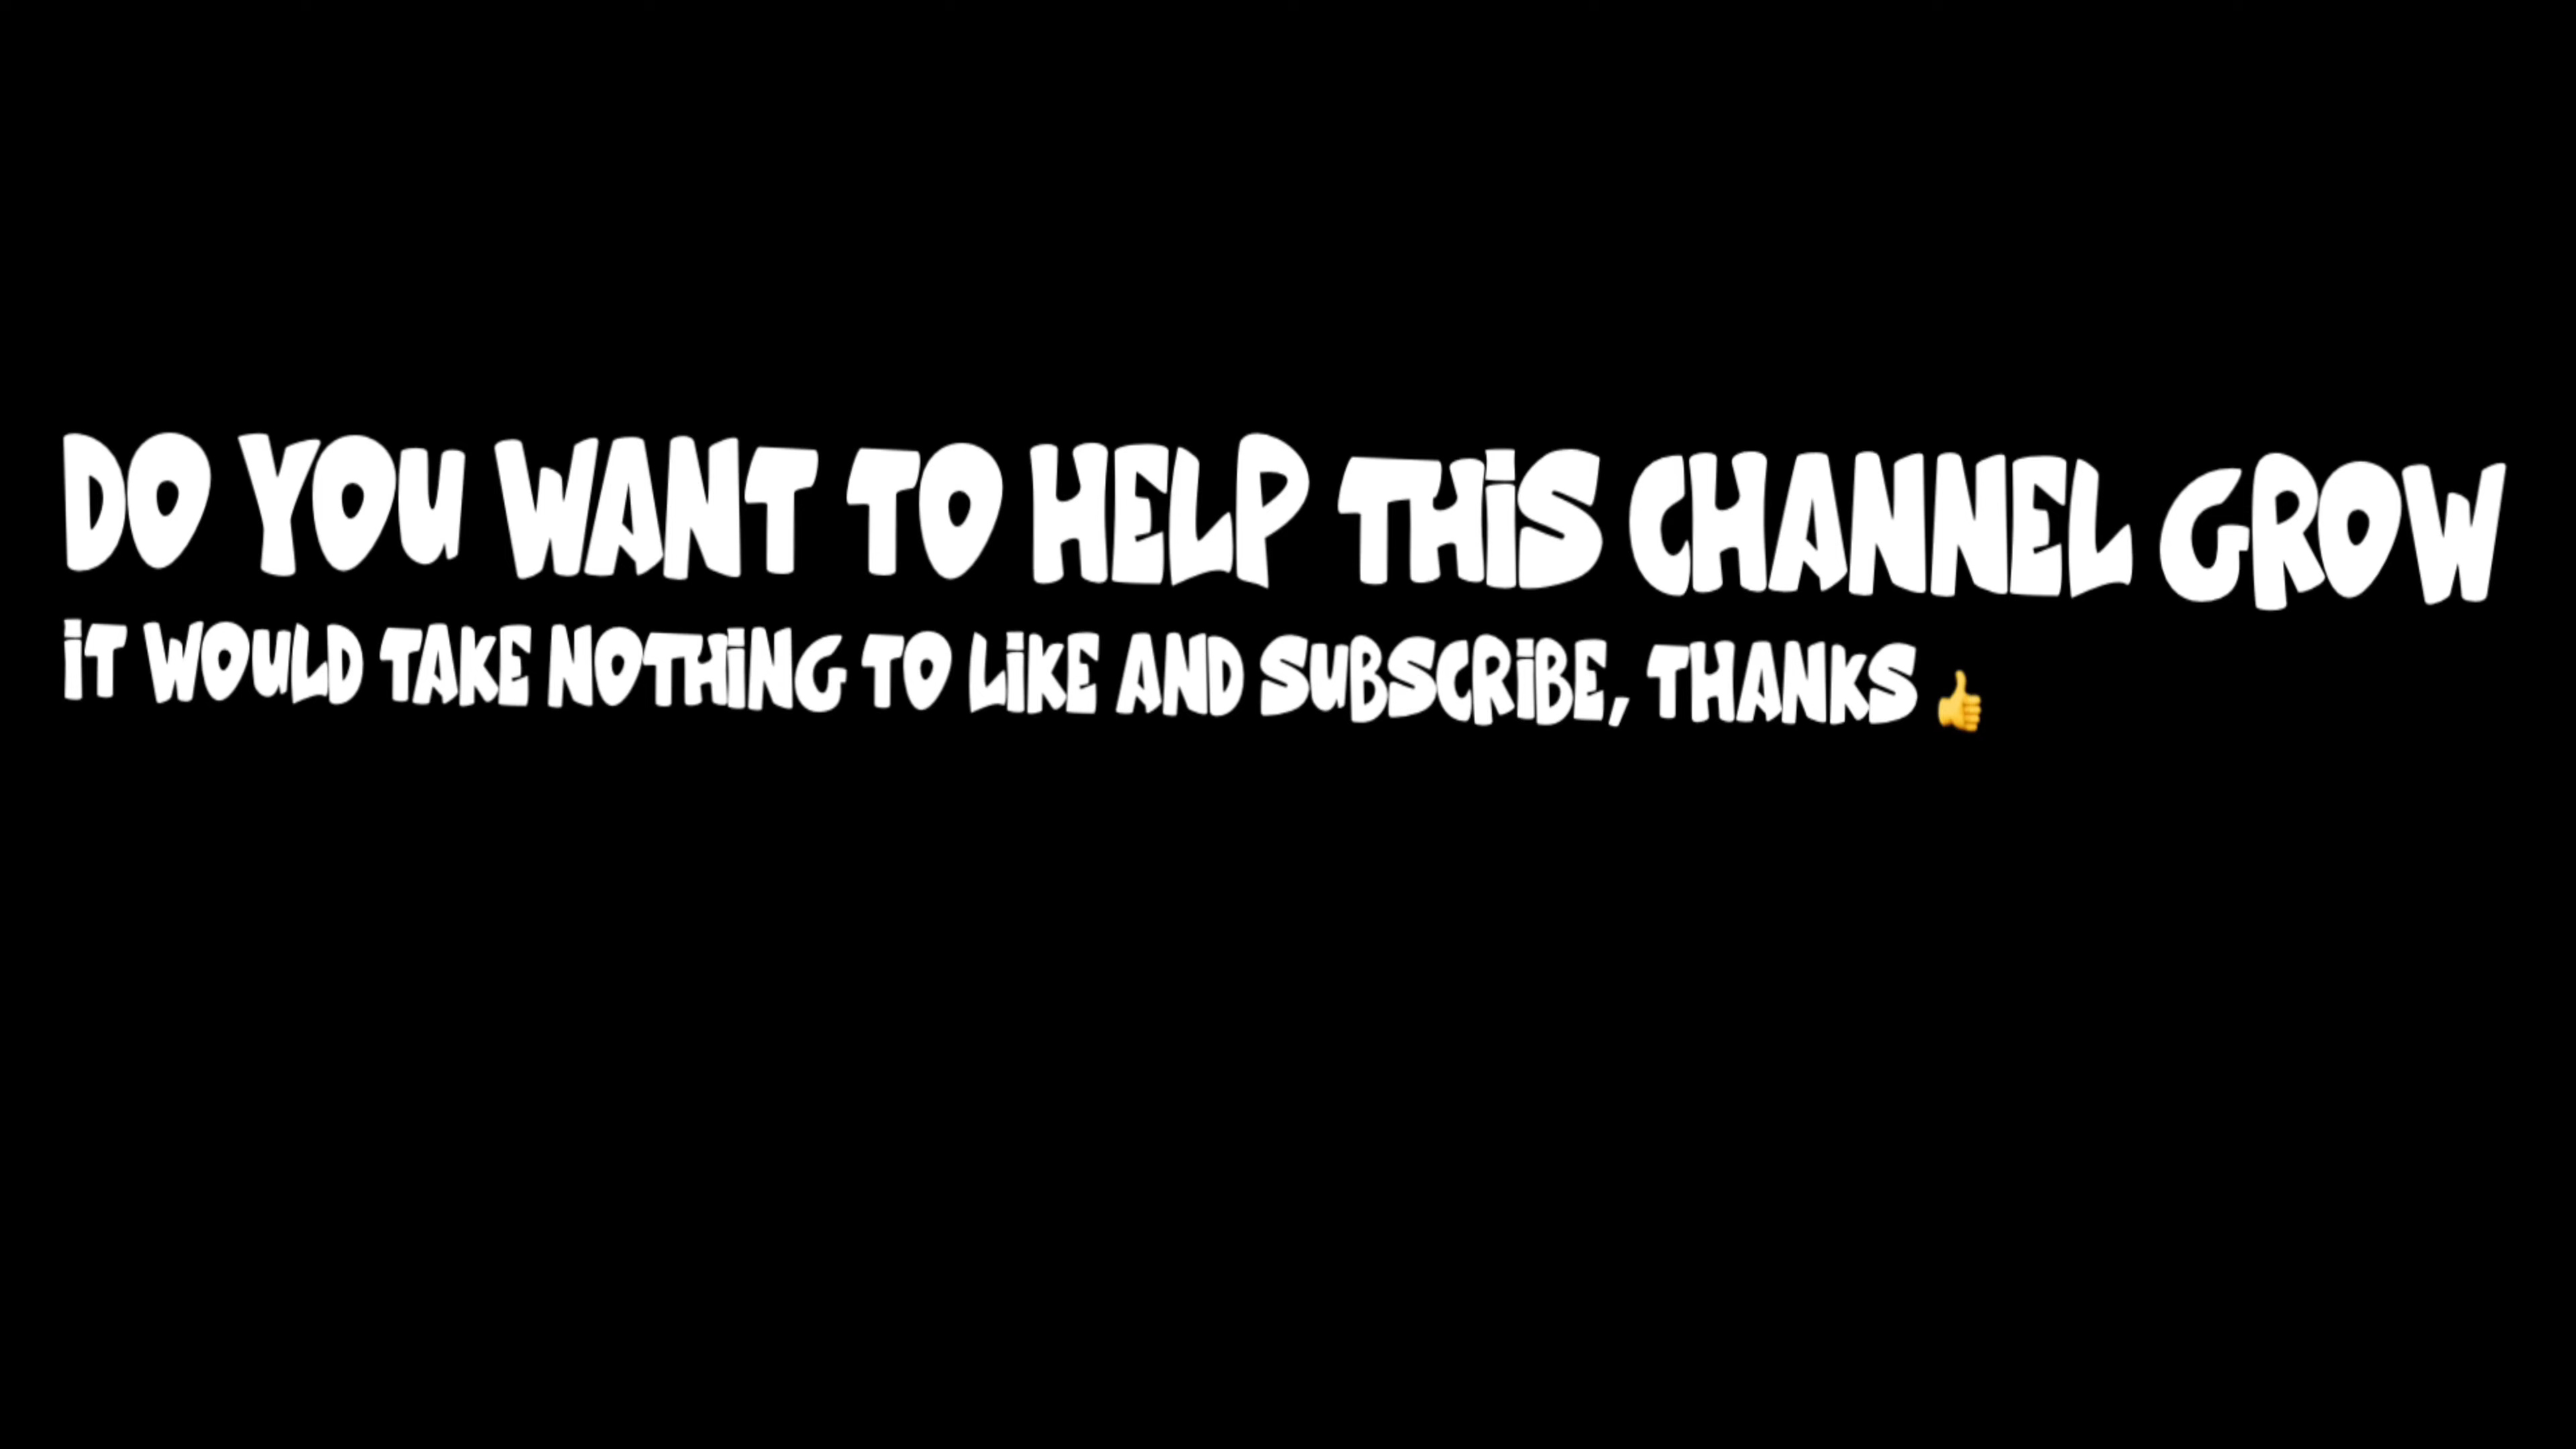 DO YOU WANT TO HELP THiS CHANNEL GROW
iT WOULD TAKE NOTHiNG TO LiKE AND SUBSCRiBE, THANKS 👍